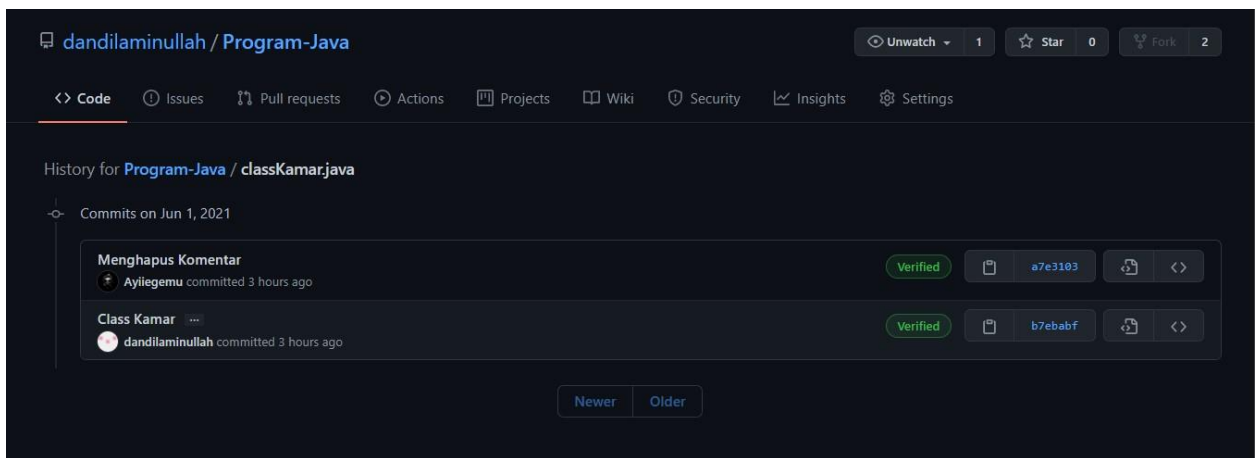 dandilaminullah / Program-Java
Unwatch 1 Star 0 Fork 2
Code Issues Pull requests Actions Projects Wiki Security Insights Settings
History for Program-Java / classKamar.java
Commits on Jun 1, 2021
Menghapus Komentar
Verified a7e3103
Ayiiegemu committed 3 hours ago
Class Kamar ...
Verified b7ebabf
dandilaminullah committed 3 hours ago
Newer Older